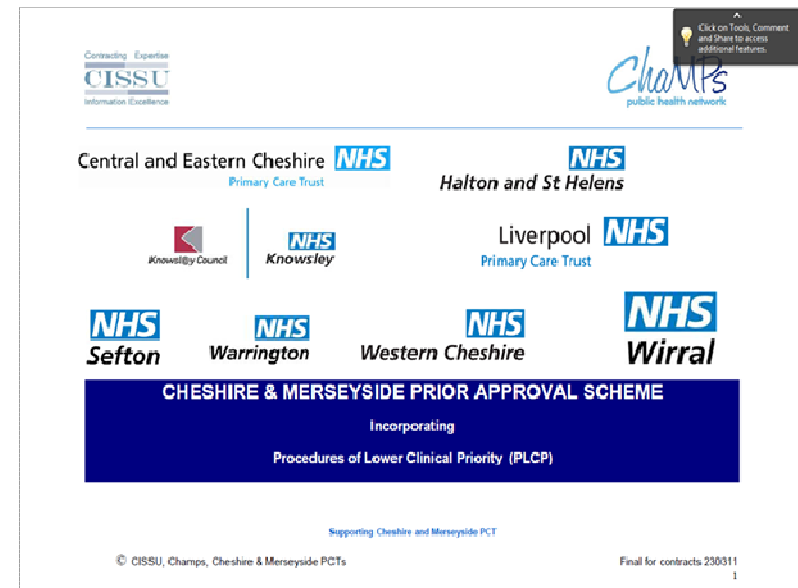 Click on Tools, Comment
and Share to access
additional features.
Contracting Expertise
CISSU
Information Excellence
ChaMPs
public health network
Central and Eastern Cheshire NHS
Primary Care Trust
NHS
Halton and St Helens
Knowsley Council
NHS
Knowsley
Liverpool NHS
Primary Care Trust
NHS
Sefton
NHS
Warrington
NHS
Western Cheshire
NHS
Wirral
CHESHIRE & MERSEYSIDE PRIOR APPROVAL SCHEME
Incorporating
Procedures of Lower Clinical Priority (PLCP)
Supporting Cheshire and Merseyside PCT
© CISSU, Champs, Cheshire & Merseyside PCTs
Final for contracts 230311
1